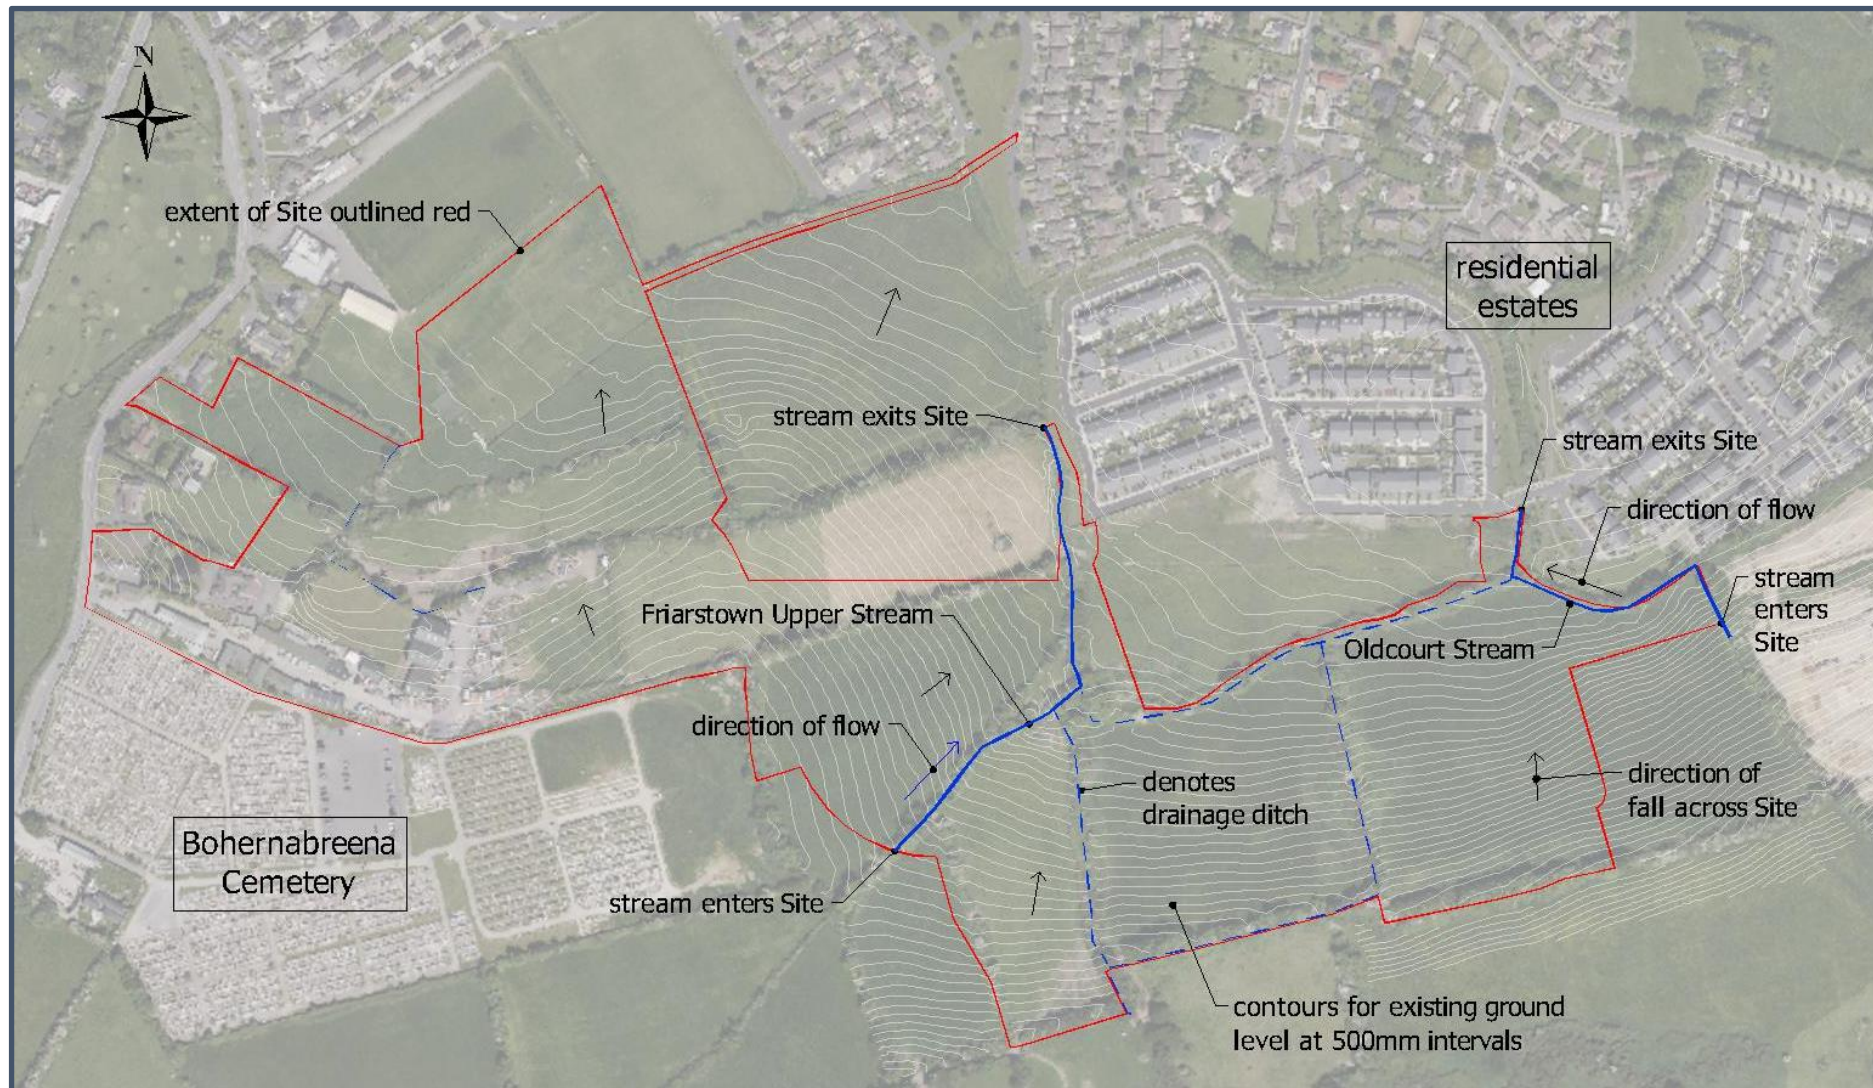 N
extent of Site outlined red
residential
estates
stream exits Site
stream exits Site
direction of flow
stream
enters
Site
Friarstown Upper Stream
Oldcourt Stream
direction of flow
denotes
drainage ditch
direction of
fall across Site
Bohernabreena
Cemetery
stream enters Site
contours for existing ground
level at 500mm intervals